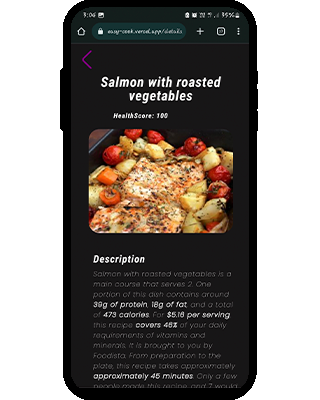 5:06
easy-cook.vercel.app/details
Salmon with roasted
vegetables
HealthScore: 100
Description
Salmon with roasted vegetables is a
main course that serves 2. One
portion of this dish contains around
39g of protein, 18g of fat, and a total
of 473 calories. For $5.16 per serving,
this recipe covers 46% of your daily
requirements of vitamins and
minerals. It is brought to you by
Foodista. From preparation to the
plate, this recipe takes approximately
approximately 45 minutes. Only a few
people made this recipe, and 7 would